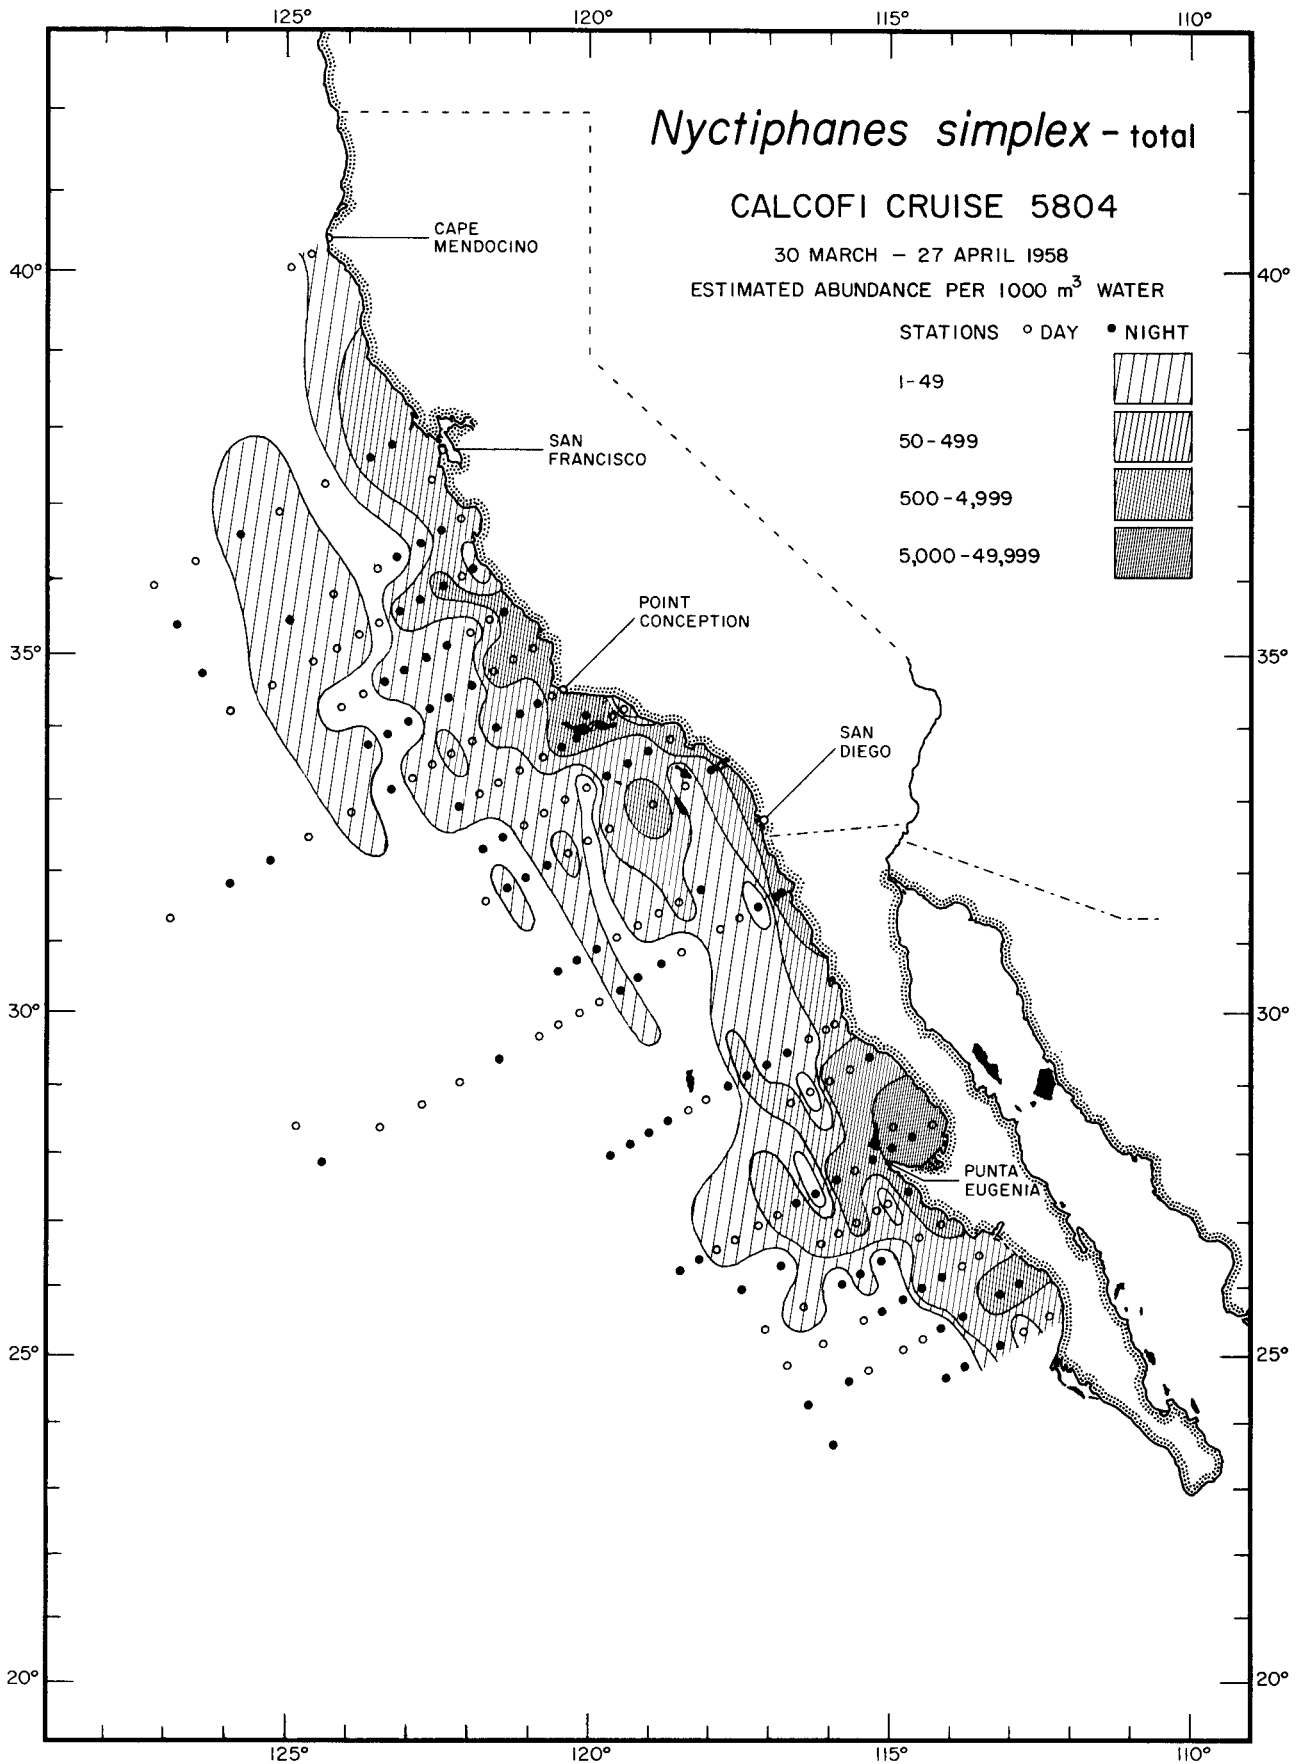 125° 120° 115° 110°
Nyctiphanes simplex - total
CALCOFI CRUISE 5804
30 MARCH – 27 APRIL 1958
ESTIMATED ABUNDANCE PER 1000 m³ WATER
STATIONS ○ DAY ● NIGHT
1-49
50-499
500-4,999
5,000-49,999
CAPE
MENDOCINO
40° 40°
SAN
FRANCISCO
POINT
CONCEPTION
35° 35°
SAN
DIEGO
30° 30°
PUNTA
EUGENIA
25° 25°
20° 20°
125° 120° 115° 110°